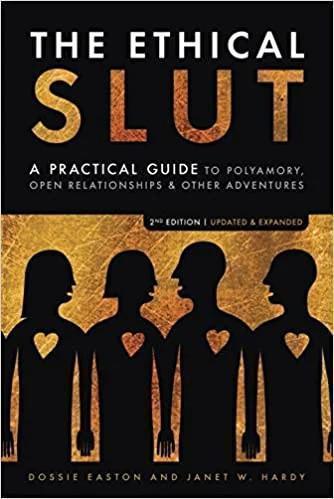 THE ETHICAL
SLUT
A PRACTICAL GUIDE TO POLYAMORY,
OPEN RELATIONSHIPS & OTHER ADVENTURES
2ND EDITION | UPDATED & EXPANDED
DOSSIE EASTON AND JANET W. HARDY